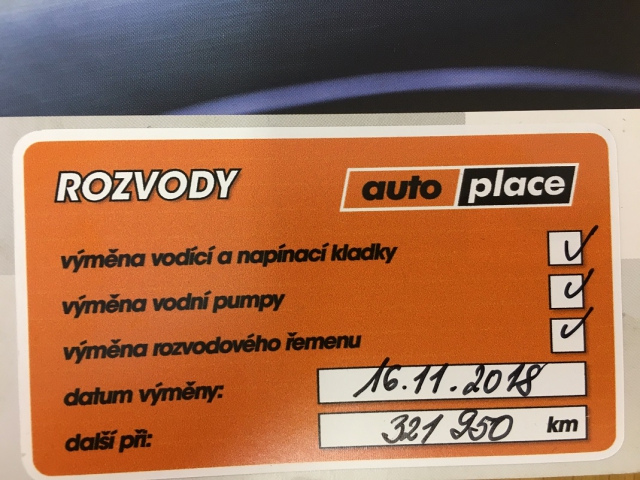 ROZVODY
auto place
výměna vodící a napínací kladky
výměna vodní pumpy
výměna rozvodového řemenu
datum výměny: 16.11.2018
další při: 321 950 km